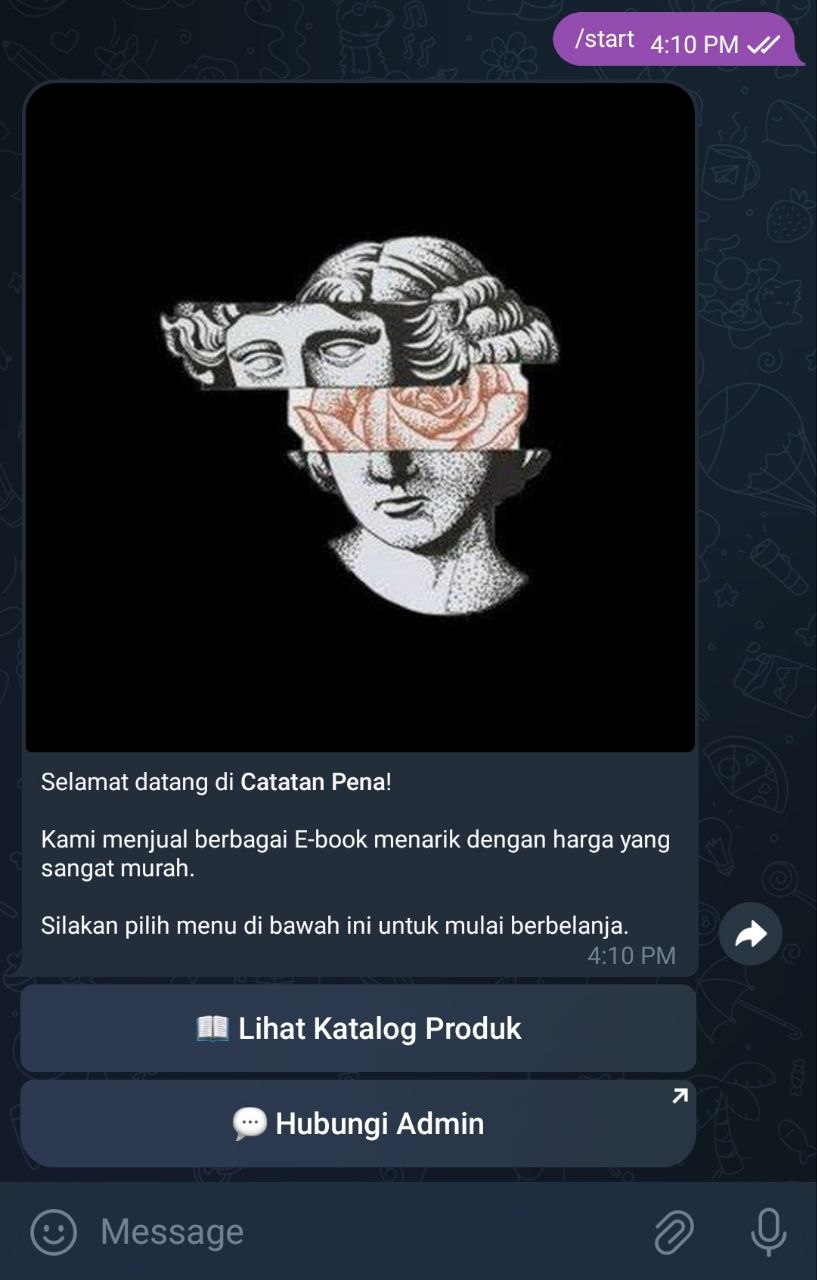 /start 4:10 PM
Selamat datang di Catatan Pena!
Kami menjual berbagai E-book menarik dengan harga yang
sangat murah.
Silakan pilih menu di bawah ini untuk mulai berbelanja.
4:10 PM
📖 Lihat Katalog Produk
💬 Hubungi Admin
Message